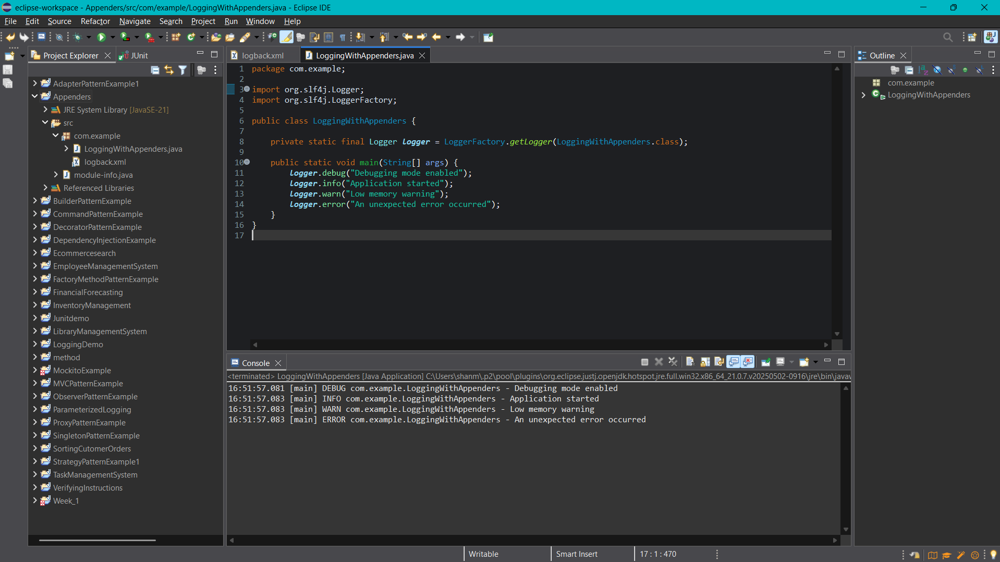 eclipse-workspace - Appenders/src/com/example/LoggingWithAppenders.java - Eclipse IDE
File Edit Source Refactor Navigate Search Project Run Window Help
Project Explorer
JUnit
AdapterPatternExample1
Appenders
JRE System Library [JavaSE-21]
src
com.example
LoggingWithAppenders.java
logback.xml
module-info.java
Referenced Libraries
BuilderPatternExample
CommandPatternExample
DecoratorPatternExample
DependencyInjectionExample
Ecommercesearch
EmployeeManagementSystem
FactoryMethodPatternExample
FinancialForecasting
InventoryManagement
Junitdemo
LibraryManagementSystem
LoggingDemo
method
MockitoExample
MVCPatternExample
ObserverPatternExample
ParameterizedLogging
ProxyPatternExample
SingletonPatternExample
SortingCutomerOrders
StrategyPatternExample1
TaskManagementSystem
VerifyingInstructions
Week_1
logback.xml
LoggingWithAppenders.java
1 package com.example;
2
3 import org.slf4j.Logger;
4 import org.slf4j.LoggerFactory;
5
6 public class LoggingWithAppenders {
7
8     private static final Logger logger = LoggerFactory.getLogger(LoggingWithAppenders.class);
9
10     public static void main(String[] args) {
11         logger.debug("Debugging mode enabled");
12         logger.info("Application started");
13         logger.warn("Low memory warning");
14         logger.error("An unexpected error occurred");
15     }
16 }
17
Console
<terminated> LoggingWithAppenders [Java Application] C:\Users\shanm\.p2\pool\plugins\org.eclipse.justj.openjdk.hotspot.jre.full.win32.x86_64_21.0.7.v20250502-0916\jre\bin\javaw
16:51:57.081 [main] DEBUG com.example.LoggingWithAppenders - Debugging mode enabled
16:51:57.083 [main] INFO com.example.LoggingWithAppenders - Application started
16:51:57.083 [main] WARN com.example.LoggingWithAppenders - Low memory warning
16:51:57.083 [main] ERROR com.example.LoggingWithAppenders - An unexpected error occurred
Outline
com.example
LoggingWithAppenders
Writable
Smart Insert
17 : 1 : 470